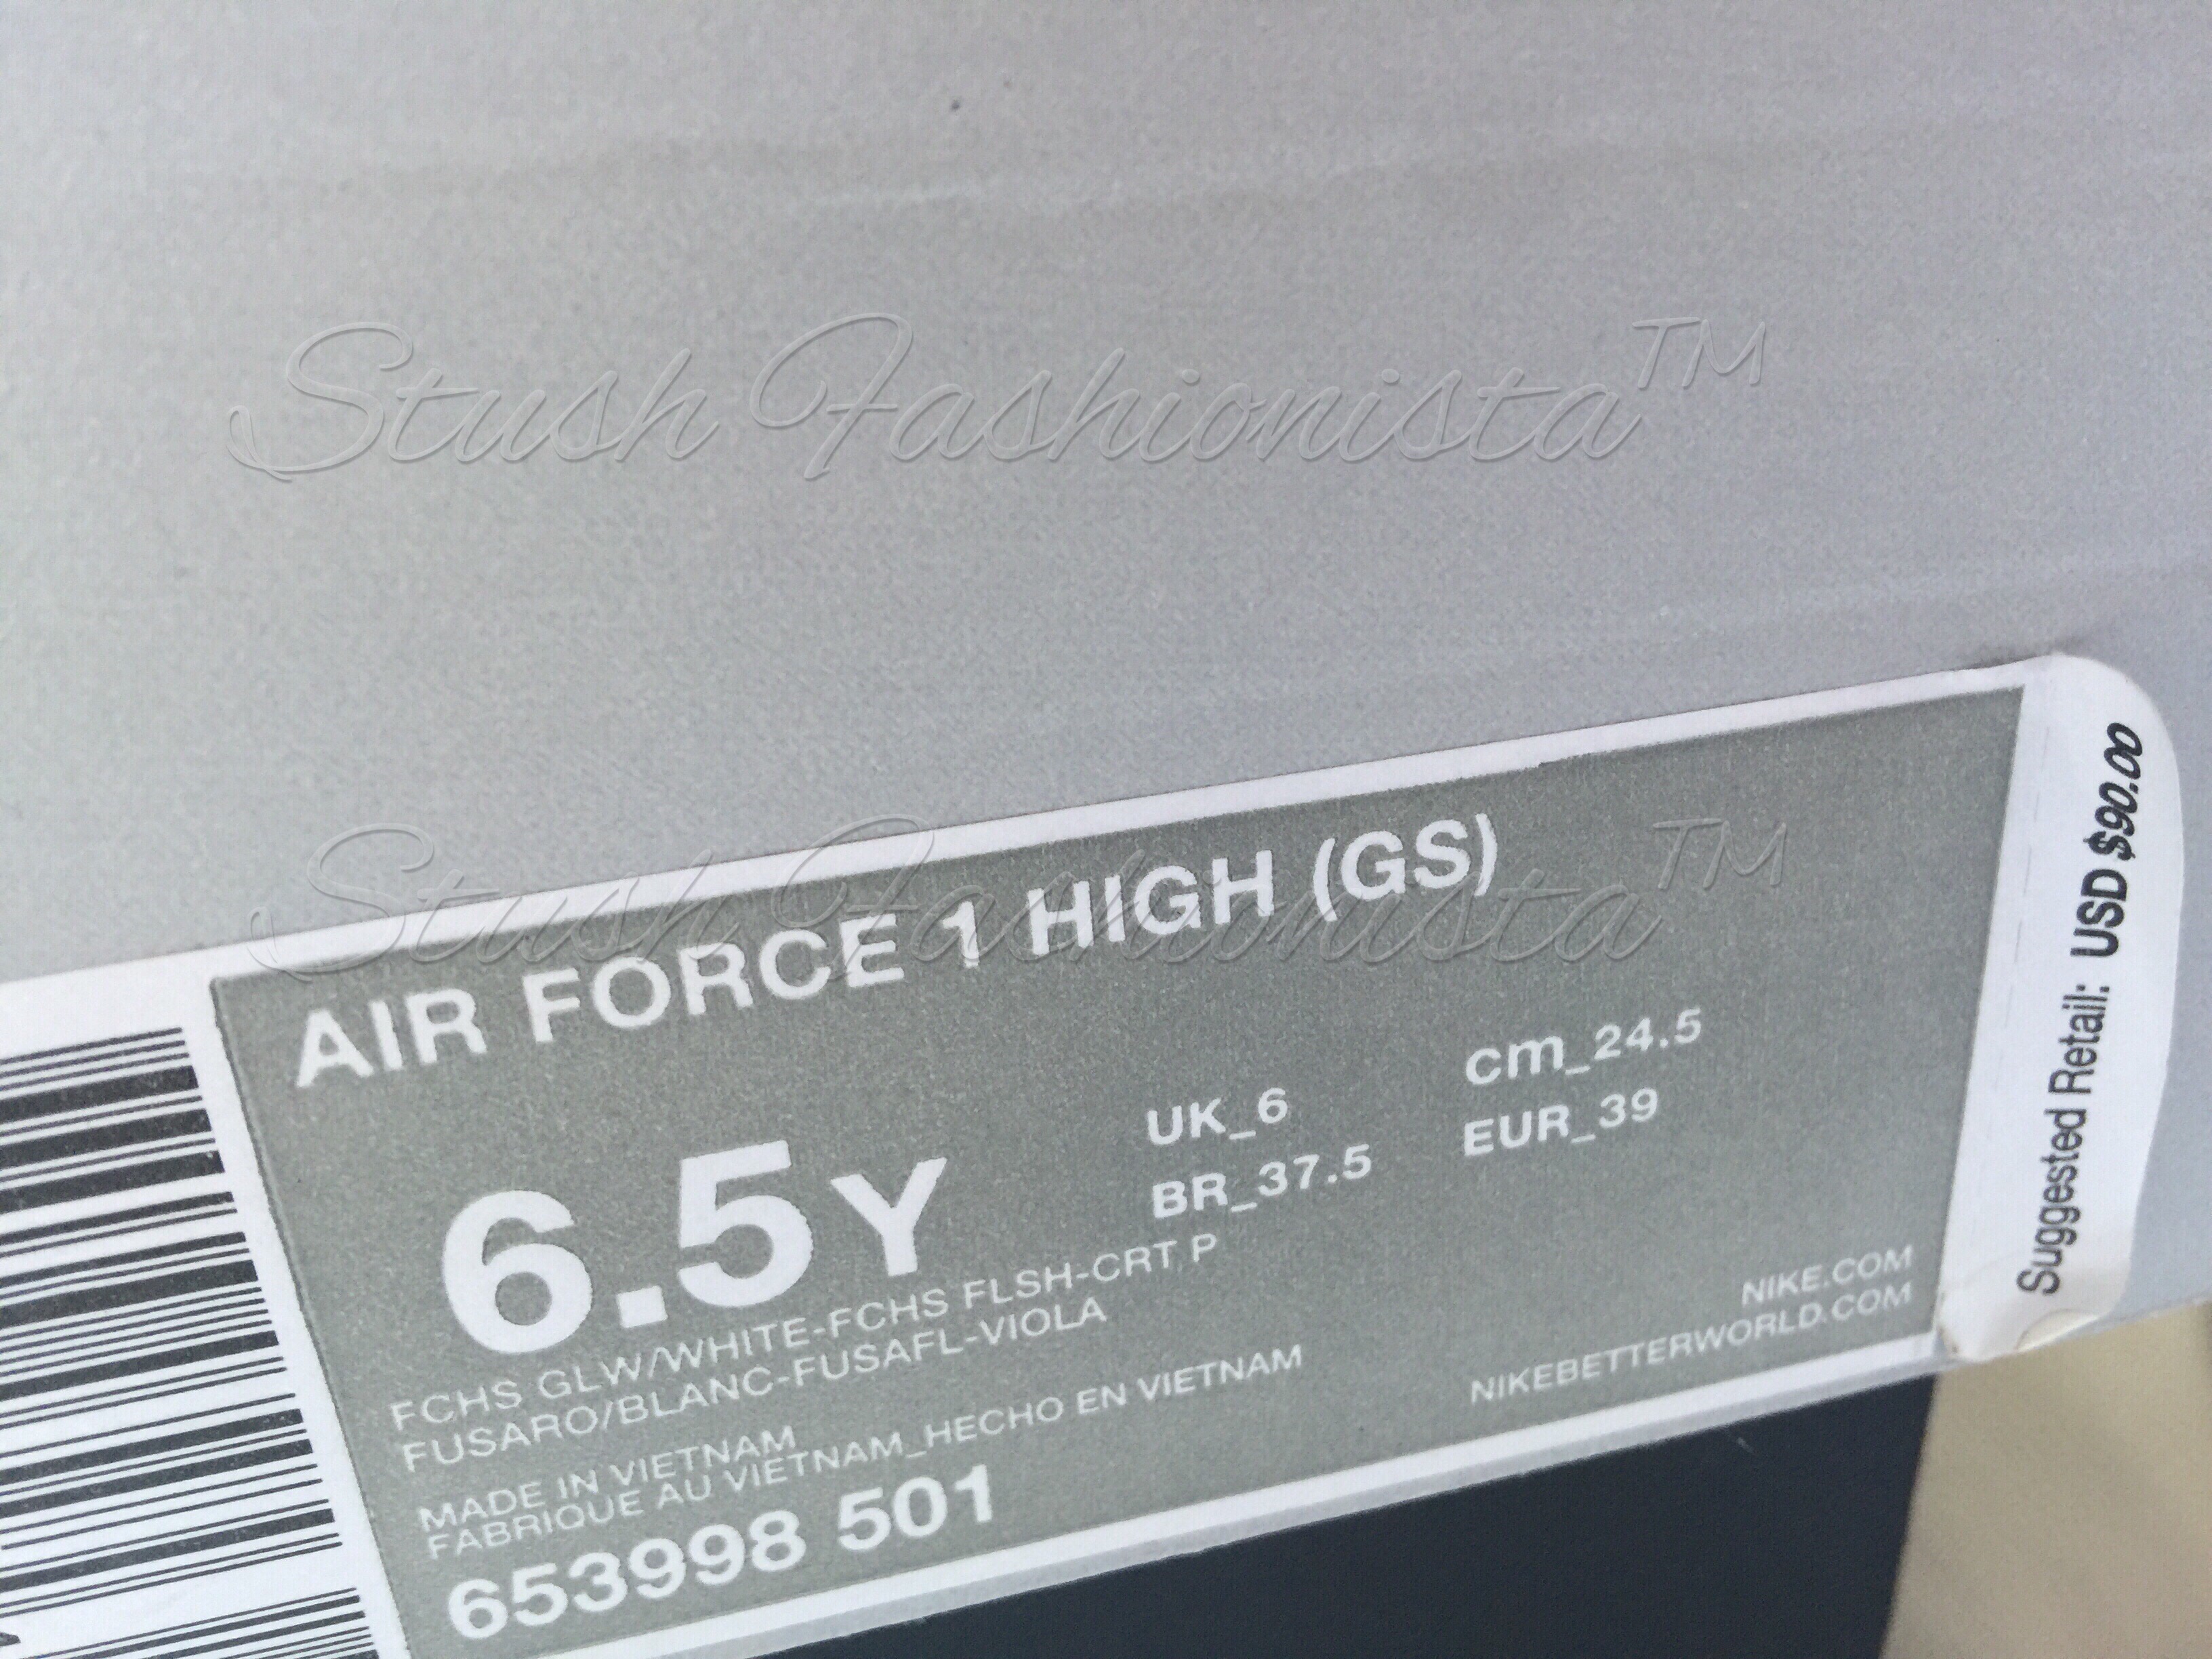 Stush Fashionista™
Stush Fashionista™
AIR FORCE 1 HIGH (GS)
6.5Y
UK_6
cm_24.5
BR_37.5
EUR_39
FCHS GLW/WHITE-FCHS FLSH-CRT P
FUSARO/BLANC-FUSAFL-VIOLA
MADE IN VIETNAM
FABRIQUE AU VIETNAM_HECHO EN VIETNAM
653998 501
NIKE.COM
NIKEBETTERWORLD.COM
Suggested Retail: USD $90.00